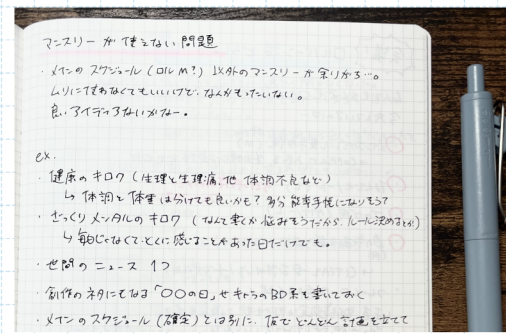 マンスリーが使えない問題
・メインのスケジュール（ロルM?）以外のマンスリーが余りがち…。
ムリに使わなくてもいいけど、なんかもったいない。
良いアイデアないかなー。
ex.
・健康のキロク（生理と生理痛、他 体調不良など）
↳ 体調と体重は分けても良いかも？多分 能率手帳になりそう？
・ざっくりメンタルのキロク（なんて書くか悩みそうだから、ルール決めるとか）
↳ 毎日じゃなくて、とくに感じることがあった日だけでも。
・世間のニュース 1つ
・創作のネタにもなる「〇〇の日」やキャラのBD系を書いておく
・メインのスケジュール（確定）とは別に、仮でどんどん計画を立てて